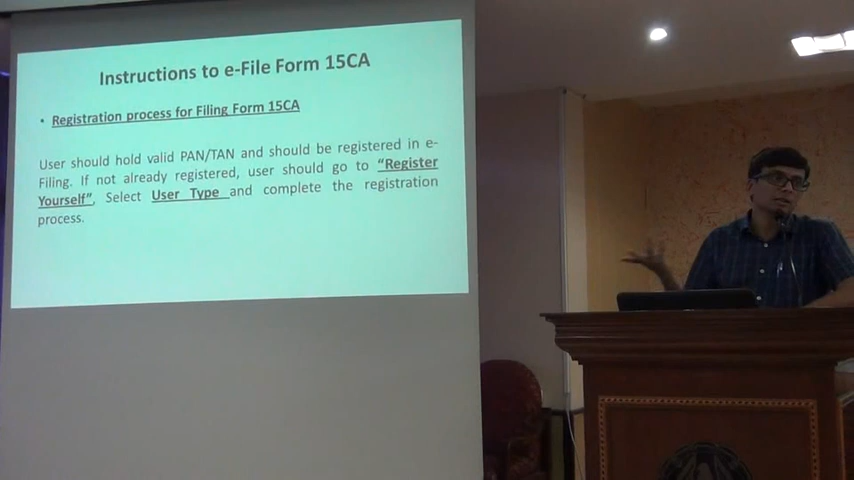 Instructions to e-File Form 15CA
• Registration process for Filing Form 15CA
User should hold valid PAN/TAN and should be registered in e-
Filing. If not already registered, user should go to “Register
Yourself”, Select User Type and complete the registration
process.